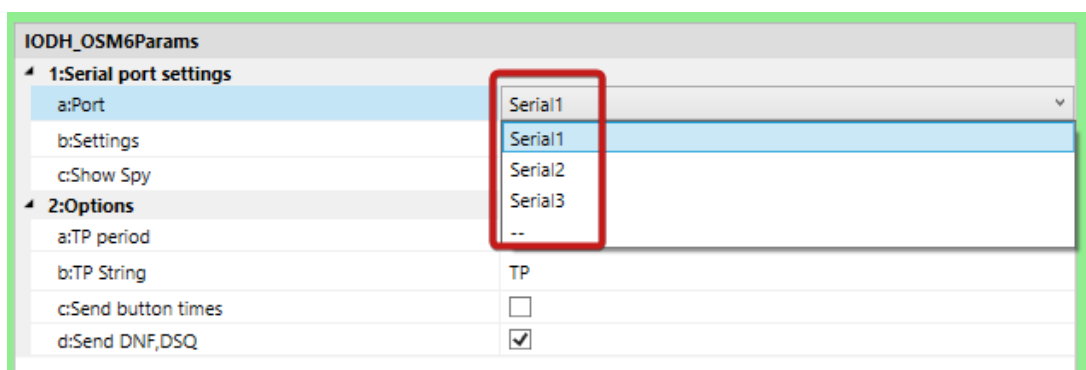 IODH_OSM6Params
1:Serial port settings
a:Port Serial1
Serial1
b:Settings
Serial2
c:Show Spy
Serial3
2:Options
a:TP period --
b:TP String TP
c:Send button times
d:Send DNF,DSQ